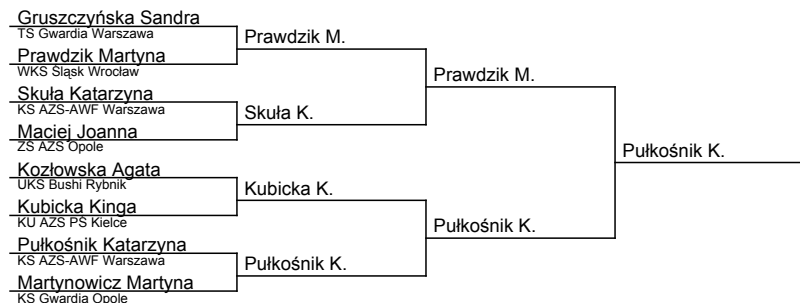 Gruszczyńska Sandra
TS Gwardia Warszawa
Prawdzik M.
Prawdzik Martyna
WKS Śląsk Wrocław
Prawdzik M.
Skuła Katarzyna
KS AZS-AWF Warszawa
Skuła K.
Maciej Joanna
ZS AZS Opole
Pułkośnik K.
Kozłowska Agata
UKS Bushi Rybnik
Kubicka K.
Kubicka Kinga
KU AZS PŚ Kielce
Pułkośnik K.
Pułkośnik Katarzyna
KS AZS-AWF Warszawa
Pułkośnik K.
Martynowicz Martyna
KS Gwardia Opole